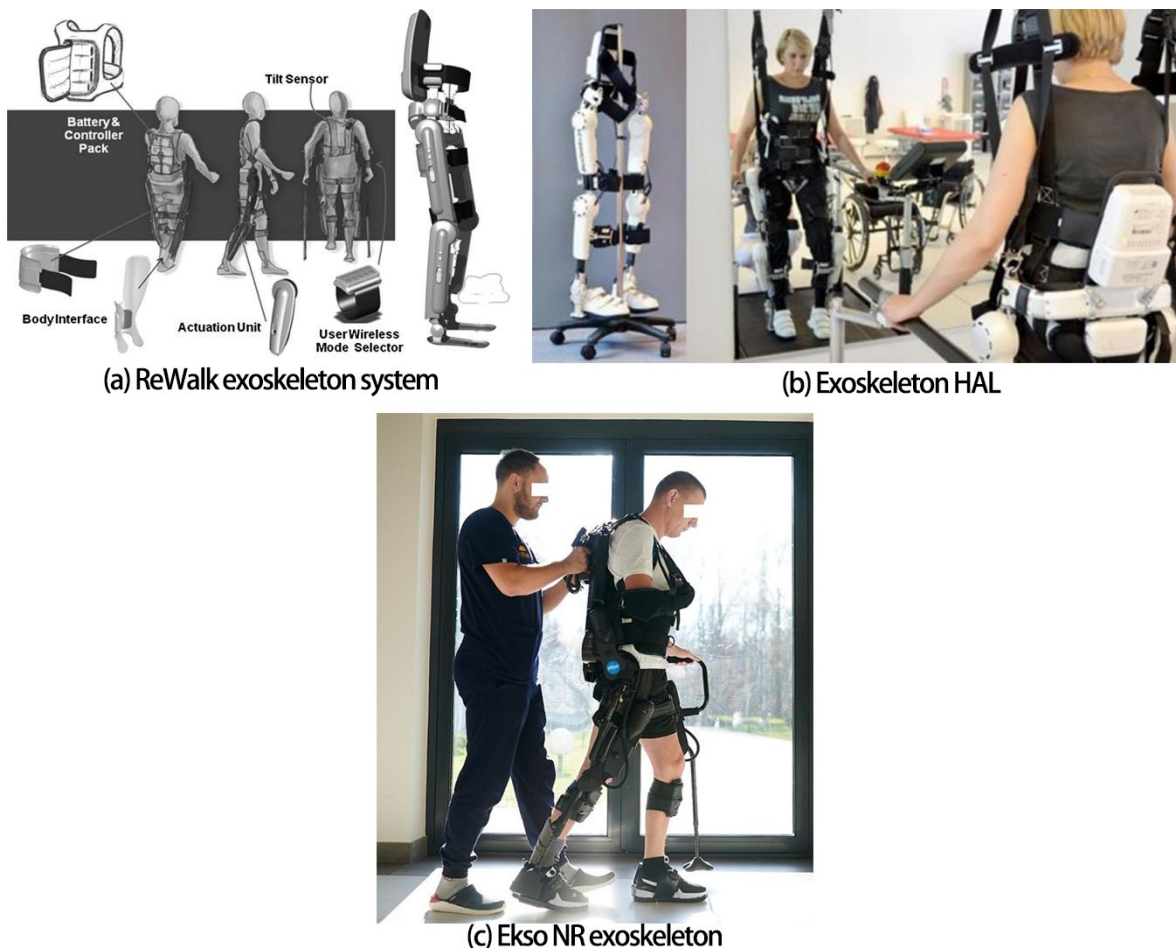 Tilt Sensor
Battery &
Controller
Pack
Body Interface
Actuation Unit
User Wireless
Mode Selector
(a) ReWalk exoskeleton system
(b) Exoskeleton HAL
(c) Ekso NR exoskeleton